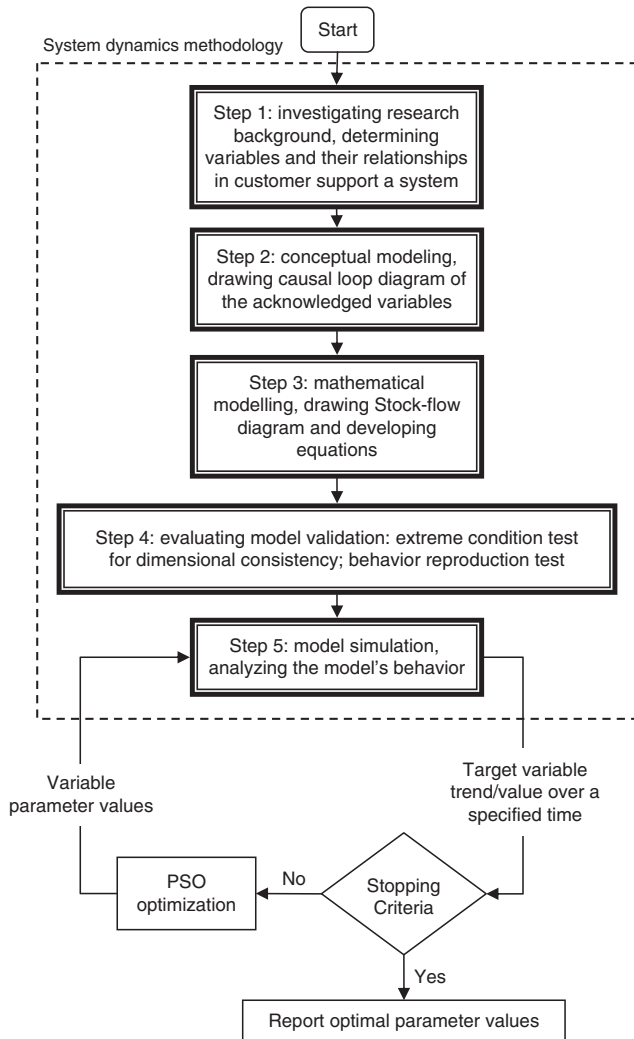 Start
System dynamics methodology
Step 1: investigating research
background, determining
variables and their relationships
in customer support a system
Step 2: conceptual modeling,
drawing causal loop diagram of
the acknowledged variables
Step 3: mathematical
modelling, drawing Stock-flow
diagram and developing
equations
Step 4: evaluating model validation: extreme condition test
for dimensional consistency; behavior reproduction test
Step 5: model simulation,
analyzing the model's behavior
Variable
parameter values
Target variable
trend/value over a
specified time
PSO
optimization
No
Stopping
Criteria
Yes
Report optimal parameter values